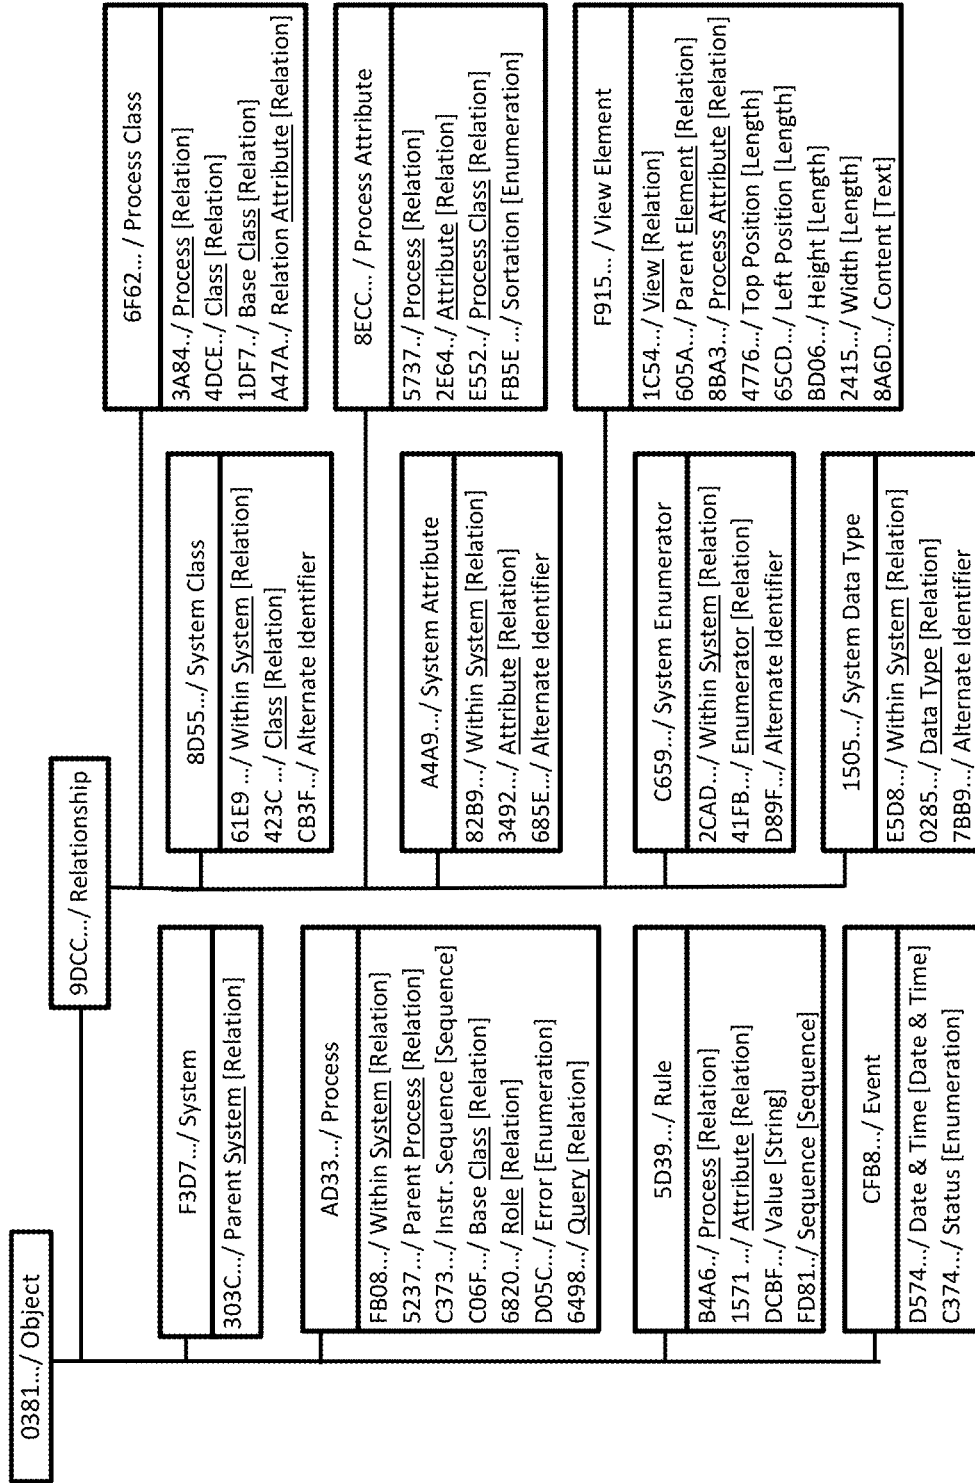 0381.../ Object
9DCC.../ Relationship
F3D7.../ System
303C.../ Parent System [Relation]
AD33.../ Process
FB08.../ Within System [Relation]
5237.../ Parent Process [Relation]
C373.../ Instr. Sequence [Sequence]
C06F.../ Base Class [Relation]
6820.../ Role [Relation]
D05C.../ Error [Enumeration]
6498.../ Query [Relation]
5D39.../ Rule
B4A6../ Process [Relation]
1571 .../ Attribute [Relation]
DCBF.../ Value [String]
FD81../ Sequence [Sequence]
CFB8.../ Event
D574.../ Date & Time [Date & Time]
C374.../ Status [Enumeration]
8D55.../ System Class
61E9 .../ Within System [Relation]
423C .../ Class [Relation]
CB3F.../ Alternate Identifier
A4A9.../ System Attribute
82B9.../ Within System [Relation]
3492.../ Attribute [Relation]
685E.../ Alternate Identifier
C659.../ System Enumerator
2CAD.../ Within System [Relation]
41FB.../ Enumerator [Relation]
D89F.../ Alternate Identifier
1505.../ System Data Type
E5D8.../ Within System [Relation]
0285.../ Data Type [Relation]
7BB9.../ Alternate Identifier
6F62... / Process Class
3A84../ Process [Relation]
4DCE../ Class [Relation]
1DF7../ Base Class [Relation]
A47A../ Relation Attribute [Relation]
8ECC... / Process Attribute
5737../ Process [Relation]
2E64../ Attribute [Relation]
E552../ Process Class [Relation]
FB5E .../ Sortation [Enumeration]
F915... / View Element
1C54.../ View [Relation]
605A.../ Parent Element [Relation]
8BA3.../ Process Attribute [Relation]
4776.../ Top Position [Length]
65CD.../ Left Position [Length]
BD06.../ Height [Length]
2415.../ Width [Length]
8A6D.../ Content [Text]